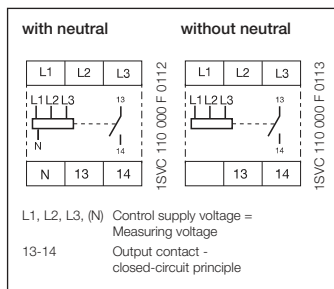 with neutral
without neutral
L1 L2 L3
L1 L2 L3
13
N
14
N 13 14
1SVC 110 000 F 0112
L1 L2 L3
L1 L2 L3
13
14
13 14
1SVC 110 000 F 0113
L1, L2, L3, (N) Control supply voltage =
Measuring voltage
13-14 Output contact -
closed-circuit principle